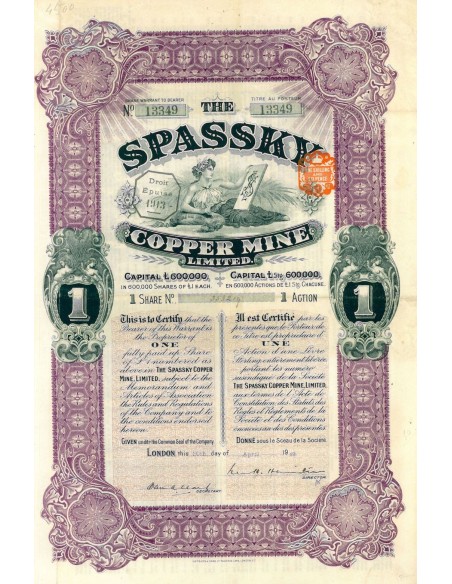 SHARE WARRANT TO BEARER
TITRE AU PORTEUR
Nº 13349
THE
13349
SPASSKY
Droit
Epuisé
1913
COPPER MINE
LIMITED.
CAPITAL £600,000,
IN 600,000 SHARES OF £1 EACH.
CAPITAL £ Stg 600,000,
EN 600,000 ACTIONS DE £1 Stg CHACUNE.
1 SHARE Nº
1 ACTION
1
1
This is to Certify that the
Bearer of this Warrant is
the Proprietor of
ONE
fully paid up Share
of £1 numbered as
above in THE SPASSKY COPPER
MINE, LIMITED, subject to the
Memorandum and
Articles of Association
the Rules and Regulations
of the Company and to
the conditions endorsed
hereon.
GIVEN under the Common Seal of the Company.
Il est Certifié par les
présentes que le Porteur de
ce Titre est propriétaire d'
UNE
Action d'une Livre
Sterling entièrement libérée
portant le numéro
susindiqué de la Société
THE SPASSKY COPPER MINE, LIMITED,
aux termes de l'Acte de
Constitution des Statuts des
Règles et Règlements de la
Société et des Conditions
énoncées au dos des présentes
DONNÉ sous le Sceau de la Société.
LONDON, this
day of April 19
DIRECTOR
SECRETARY